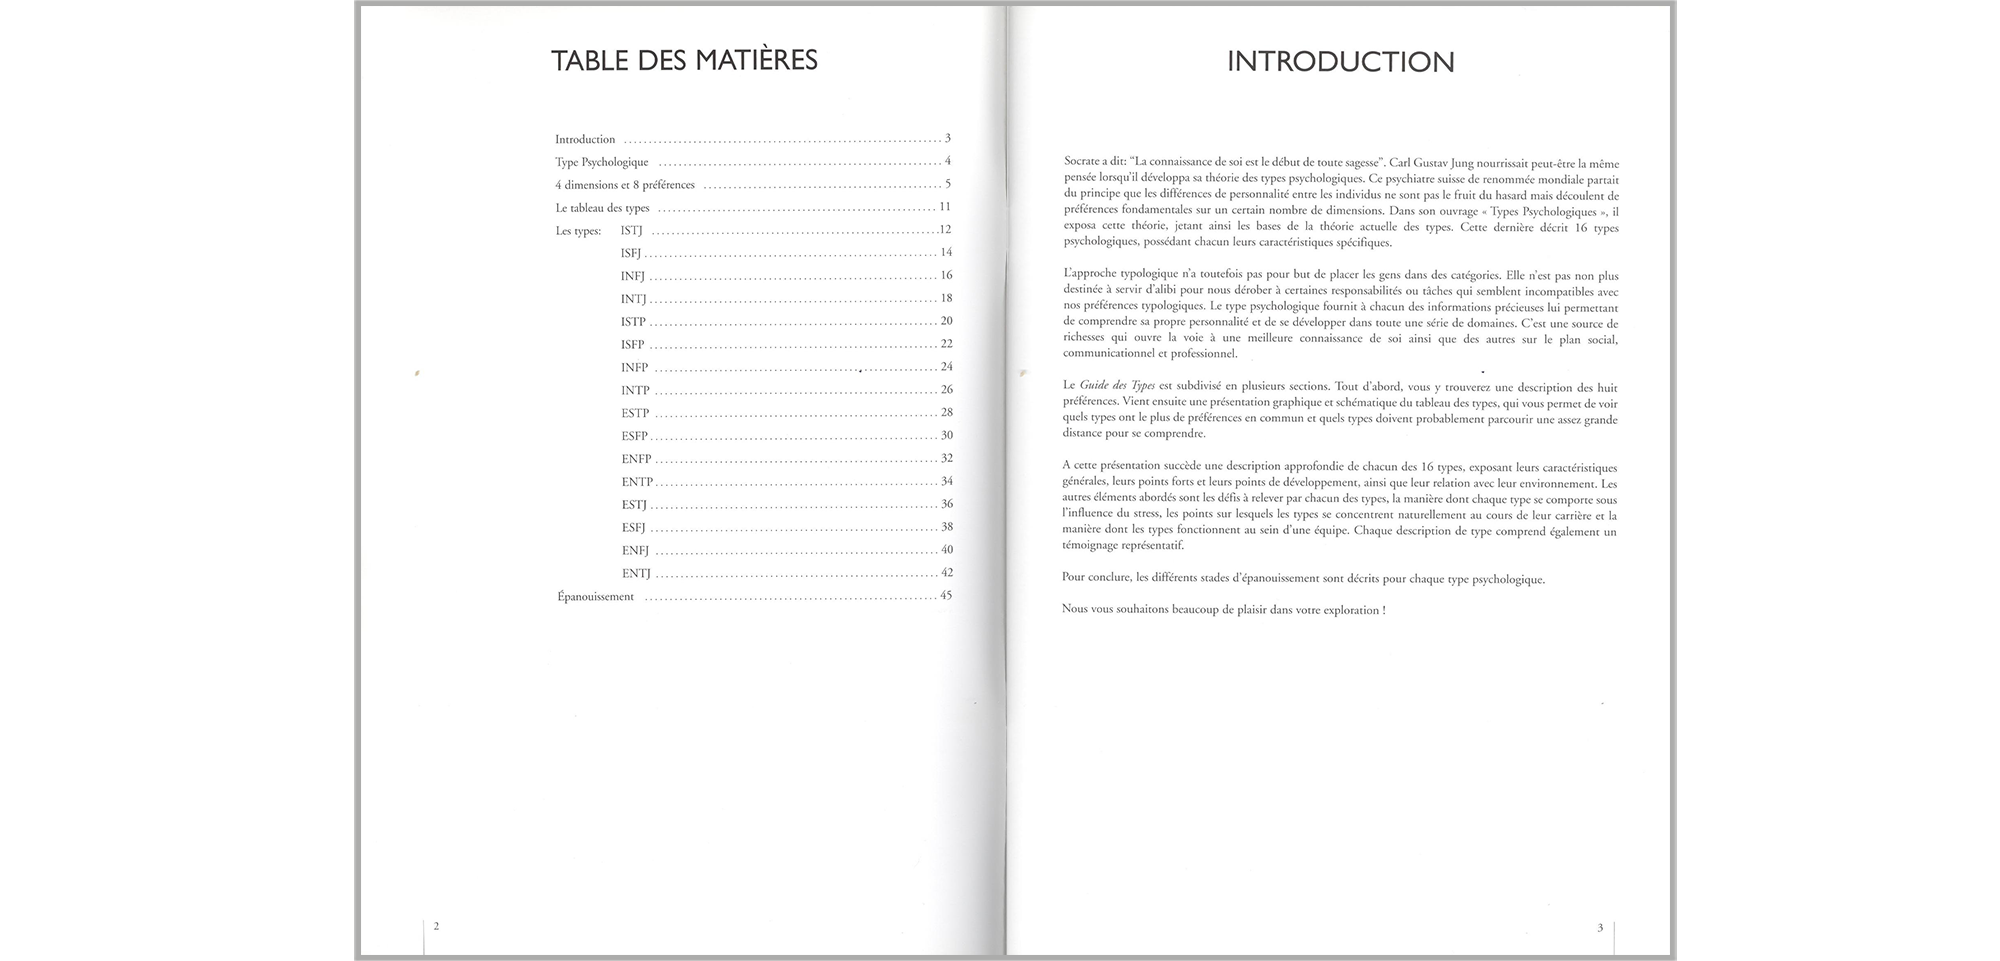 TABLE DES MATIÈRES
Introduction ........ 3
Type Psychologique ........ 4
4 dimensions et 8 préférences ........ 5
Le tableau des types ........ 11
Les types: ISTJ ........ 12
ISFJ ........ 14
INFJ ........ 16
INTJ ........ 18
ISTP ........ 20
ISFP ........ 22
INFP ........ 24
INTP ........ 26
ESTP ........ 28
ESFP ........ 30
ENFP ........ 32
ENTP ........ 34
ESTJ ........ 36
ESFJ ........ 38
ENFJ ........ 40
ENTJ ........ 42
Épanouissement ........ 45
2
INTRODUCTION
Socrate a dit: “La connaissance de soi est le début de toute sagesse”. Carl Gustav Jung nourrissait peut-être la même
pensée lorsqu’il développa sa théorie des types psychologiques. Ce psychiatre suisse de renommée mondiale partait
du principe que les différences de personnalité entre les individus ne sont pas le fruit du hasard mais découlent de
préférences fondamentales sur un certain nombre de dimensions. Dans son ouvrage « Types Psychologiques », il
exposa cette théorie, jetant ainsi les bases de la théorie actuelle des types. Cette dernière décrit 16 types
psychologiques, possédant chacun leurs caractéristiques spécifiques.
L’approche typologique n’a toutefois pas pour but de placer les gens dans des catégories. Elle n’est pas non plus
destinée à servir d’alibi pour nous dérober à certaines responsabilités ou tâches qui semblent incompatibles avec
nos préférences typologiques. Le type psychologique fournit à chacun des informations précieuses lui permettant
de comprendre sa propre personnalité et de se développer dans toute une série de domaines. C’est une source de
richesses qui ouvre la voie à une meilleure connaissance de soi ainsi que des autres sur le plan social,
communicationnel et professionnel.
Le Guide des Types est subdivisé en plusieurs sections. Tout d’abord, vous y trouverez une description des huit
préférences. Vient ensuite une présentation graphique et schématique du tableau des types, qui vous permet de voir
quels types ont le plus de préférences en commun et quels types doivent probablement parcourir une assez grande
distance pour se comprendre.
A cette présentation succède une description approfondie de chacun des 16 types, exposant leurs caractéristiques
générales, leurs points forts et leurs points de développement, ainsi que leur relation avec leur environnement. Les
autres éléments abordés sont les défis à relever par chacun des types, la manière dont chaque type se comporte sous
l’influence du stress, les points sur lesquels les types se concentrent naturellement au cours de leur carrière et la
manière dont les types fonctionnent au sein d’une équipe. Chaque description de type comprend également un
témoignage représentatif.
Pour conclure, les différents stades d’épanouissement sont décrits pour chaque type psychologique.
Nous vous souhaitons beaucoup de plaisir dans votre exploration !
3